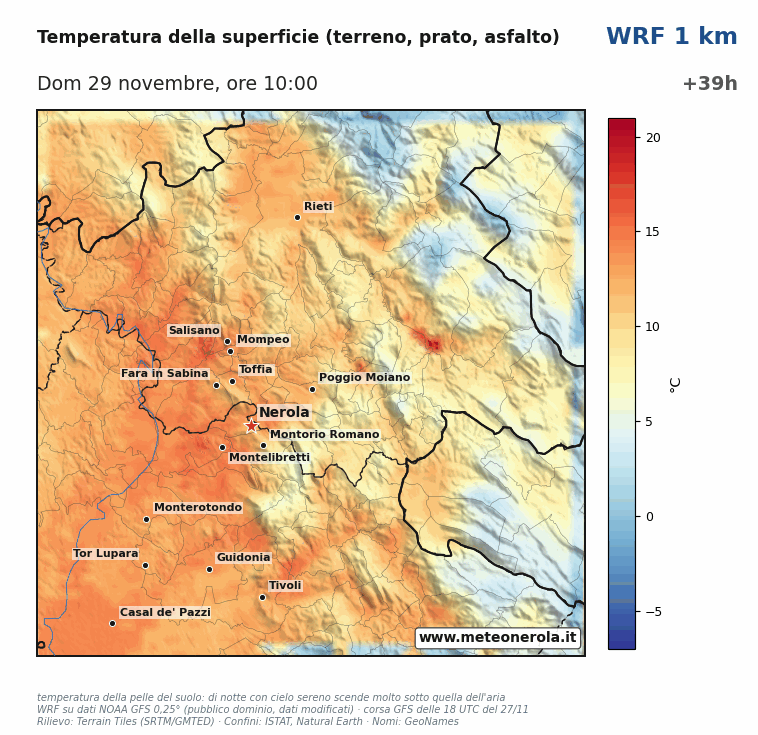 Temperatura della superficie (terreno, prato, asfalto)
WRF 1 km
Dom 29 novembre, ore 10:00
+39h
Rieti
Salisano
Mompeo
Fara in Sabina
Toffia
Poggio Moiano
Nerola
Montorio Romano
Montelibretti
Monterotondo
Tor Lupara
Guidonia
Tivoli
Casal de' Pazzi
www.meteonerola.it
20
15
10
5
0
−5
°C
temperatura della pelle del suolo: di notte con cielo sereno scende molto sotto quella dell'aria
WRF su dati NOAA GFS 0,25° (pubblico dominio, dati modificati) · corsa GFS delle 18 UTC del 27/11
Rilievo: Terrain Tiles (SRTM/GMTED) · Confini: ISTAT, Natural Earth · Nomi: GeoNames